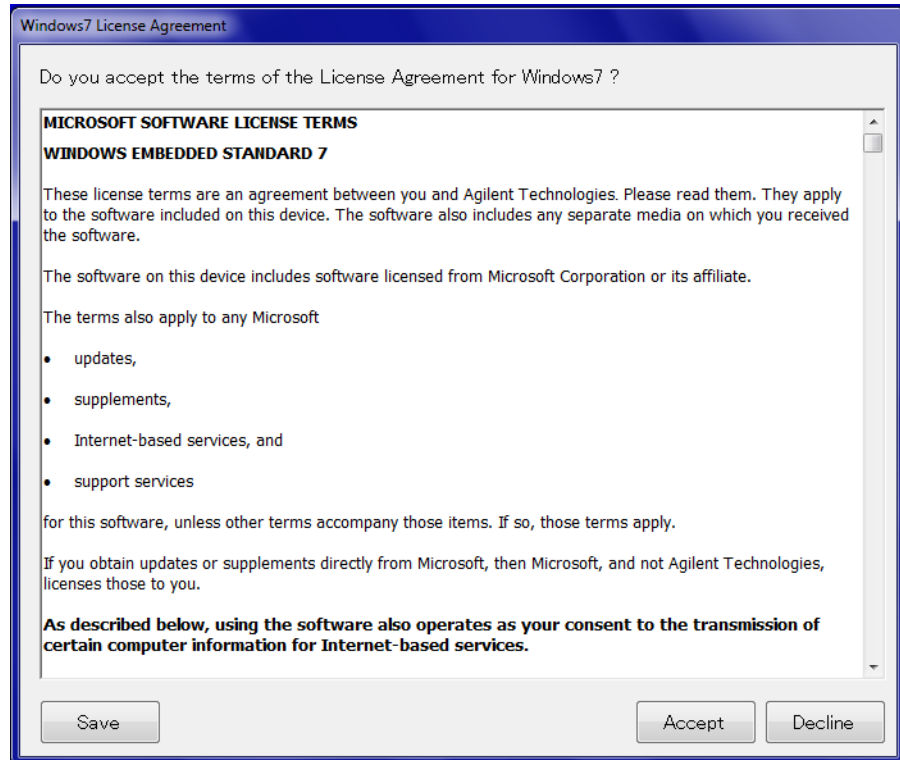 Windows7 License Agreement
Do you accept the terms of the License Agreement for Windows7 ?
MICROSOFT SOFTWARE LICENSE TERMS
WINDOWS EMBEDDED STANDARD 7
These license terms are an agreement between you and Agilent Technologies. Please read them. They apply
to the software included on this device. The software also includes any separate media on which you received
the software.
The software on this device includes software licensed from Microsoft Corporation or its affiliate.
The terms also apply to any Microsoft
• updates,
• supplements,
• Internet-based services, and
• support services
for this software, unless other terms accompany those items. If so, those terms apply.
If you obtain updates or supplements directly from Microsoft, then Microsoft, and not Agilent Technologies,
licenses those to you.
As described below, using the software also operates as your consent to the transmission of
certain computer information for Internet-based services.
Save
Accept
Decline